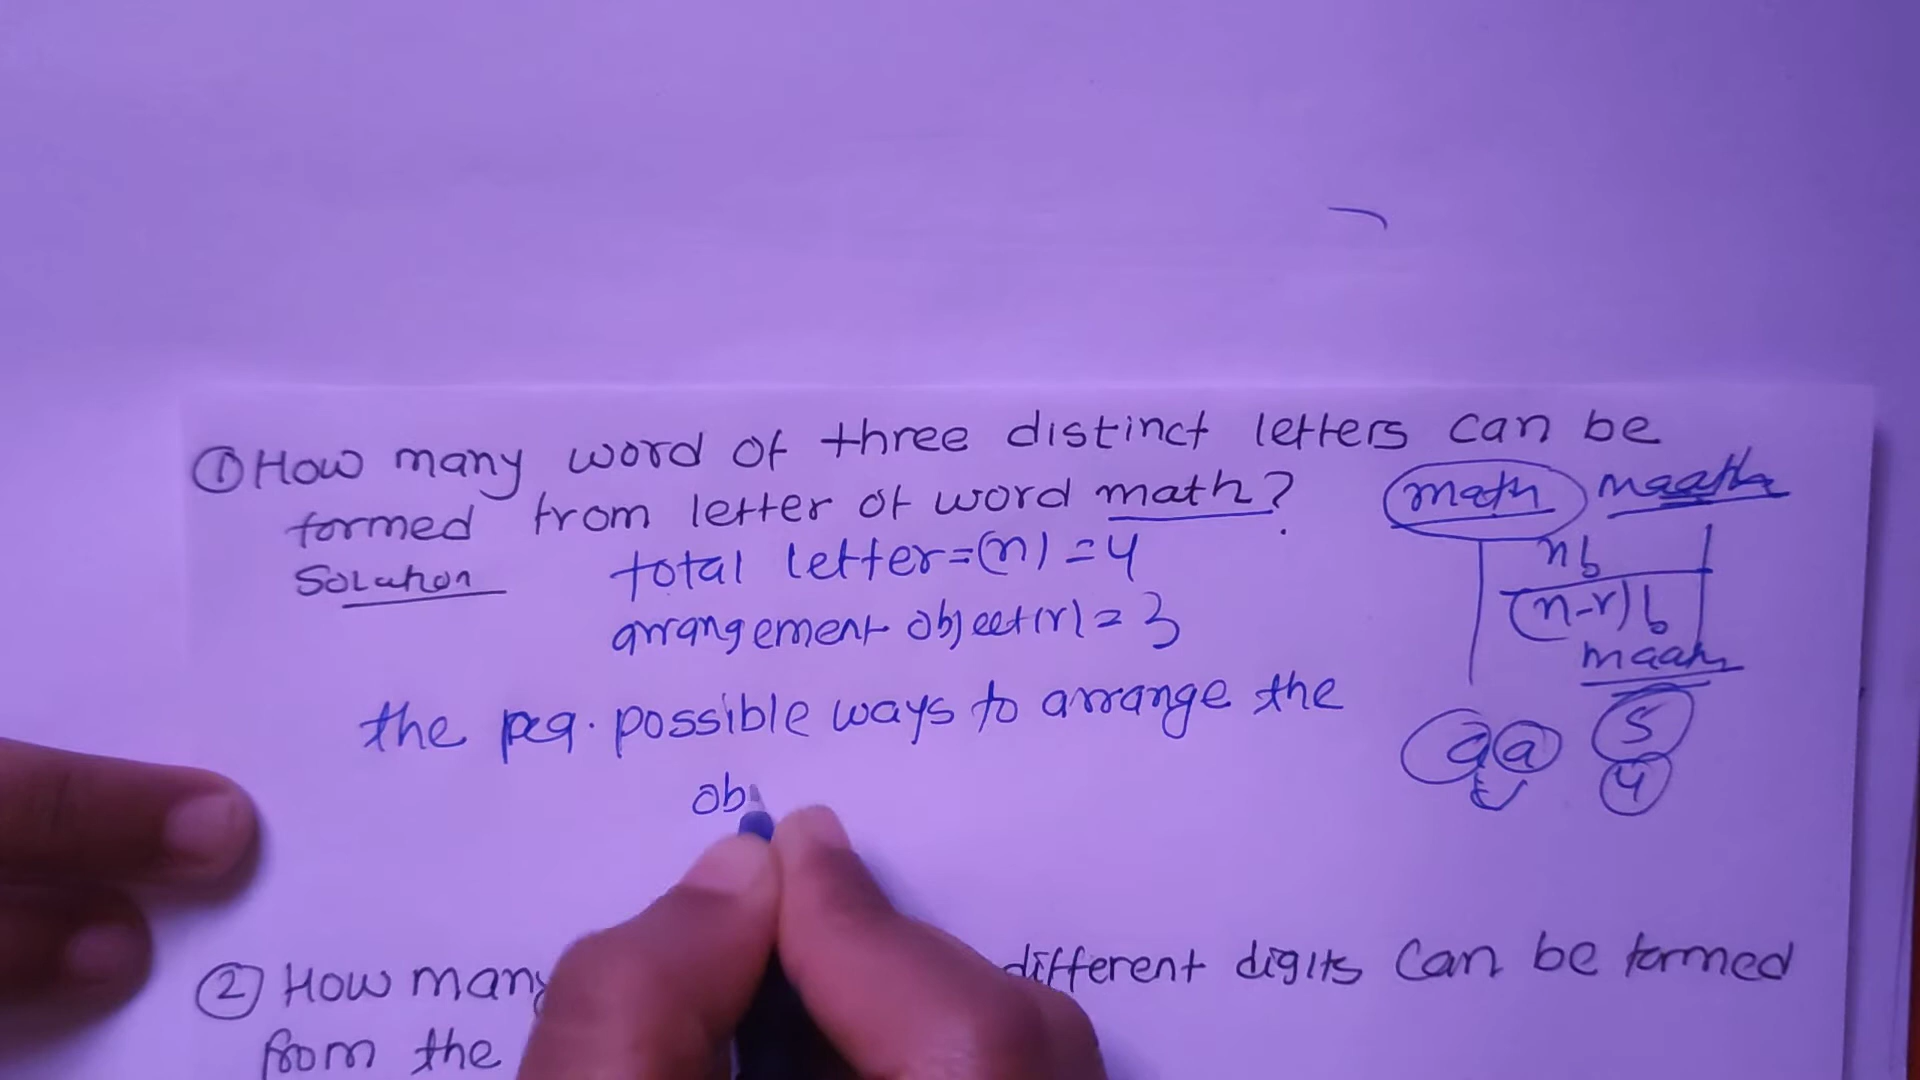 ① How many word of three distinct letters can be
formed from letter of word math?
Solution
total letter=(n) = 4
arrangement object(r) = 3
the possible ways to arrange the
ob
math
n!
(n-r)!
maath
a a
5
4
② How many different digits can be formed
from the